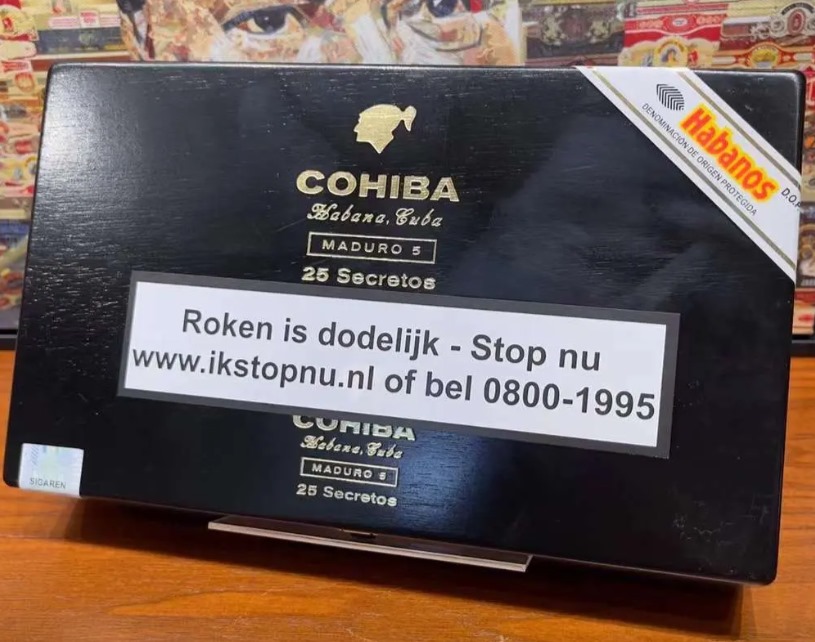 COHIBA
Habana, Cuba
MADURO 5
25 Secretos
Habanos
DENOMINACIÓN DE ORIGEN PROTEGIDA
D.O.P
Roken is dodelijk - Stop nu
www.ikstopnu.nl of bel 0800-1995
COHIBA
Habana, Cuba
MADURO 5
25 Secretos
SIGAREN